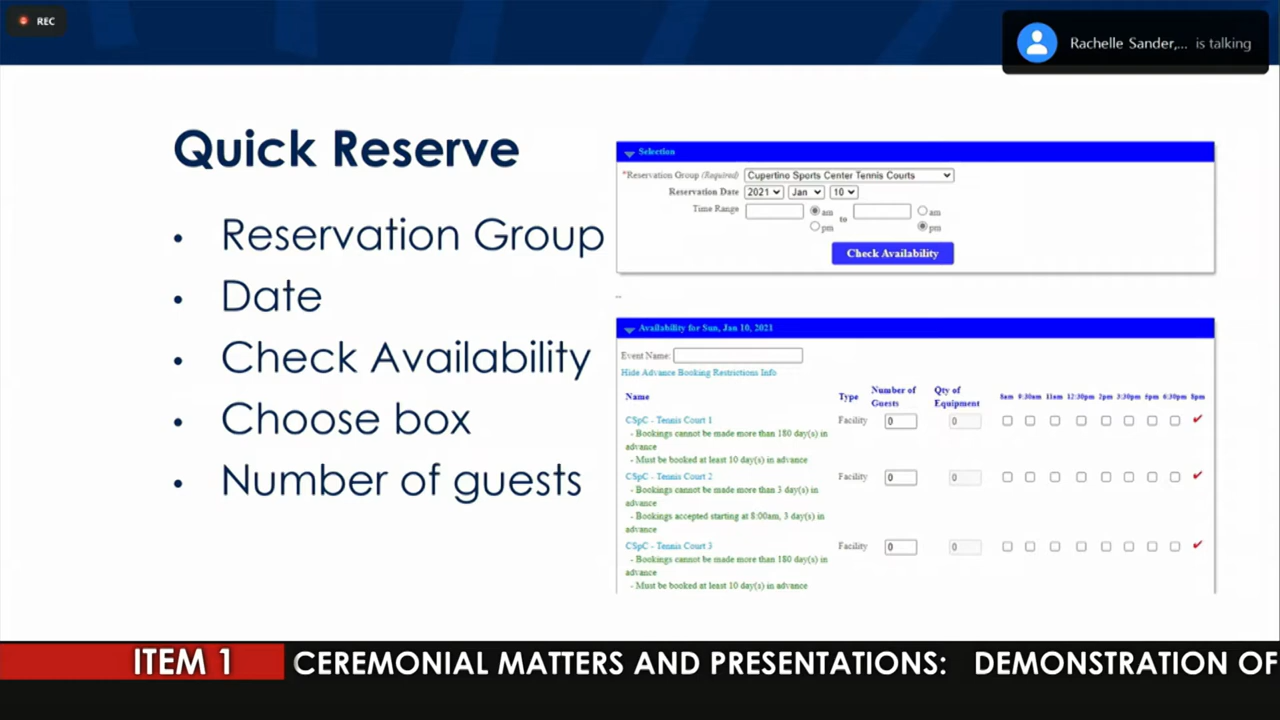 REC
Rachelle Sander,... is talking
Quick Reserve
• Reservation Group
• Date
• Check Availability
• Choose box
• Number of guests
Selection
*Reservation Group (Required) Cupertino Sports Center Tennis Courts
Reservation Date 2021 Jan 10
Time Range am to am
pm pm
Check Availability
--
Availability for Sun, Jan 10, 2021
Event Name:
Hide Advance Booking Restrictions Info
Name Type Number of Guests Qty of Equipment 8am 9:30am 11am 12:30pm 2pm 3:30pm 6pm 6:30pm 8pm
CSpC - Tennis Court 1 Facility 0 0
- Bookings cannot be made more than 180 day(s) in
advance
- Must be booked at least 10 day(s) in advance
CSpC - Tennis Court 2 Facility 0 0
- Bookings cannot be made more than 3 day(s) in
advance
- Bookings accepted starting at 8:00am, 3 day(s) in
advance
CSpC - Tennis Court 3 Facility 0 0
- Bookings cannot be made more than 180 day(s) in
advance
- Must be booked at least 10 day(s) in advance
ITEM 1 CEREMONIAL MATTERS AND PRESENTATIONS: DEMONSTRATION OF